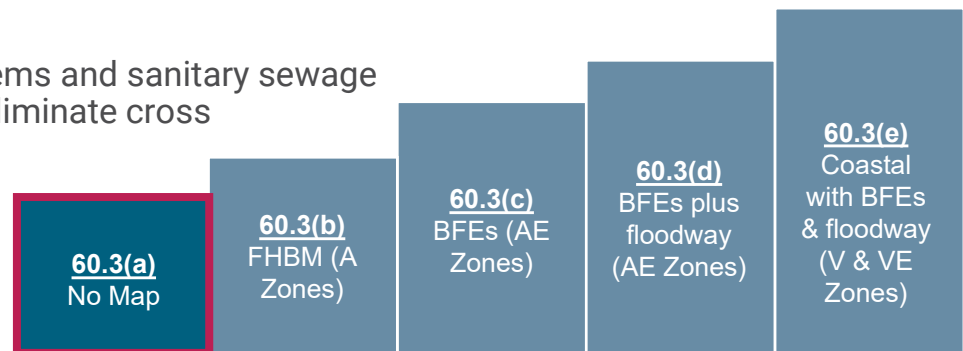 ems and sanitary sewage
liminate cross
60.3(a)
No Map
60.3(b)
FHBM (A
Zones)
60.3(c)
BFEs (AE
Zones)
60.3(d)
BFEs plus
floodway
(AE Zones)
60.3(e)
Coastal
with BFEs
& floodway
(V & VE
Zones)